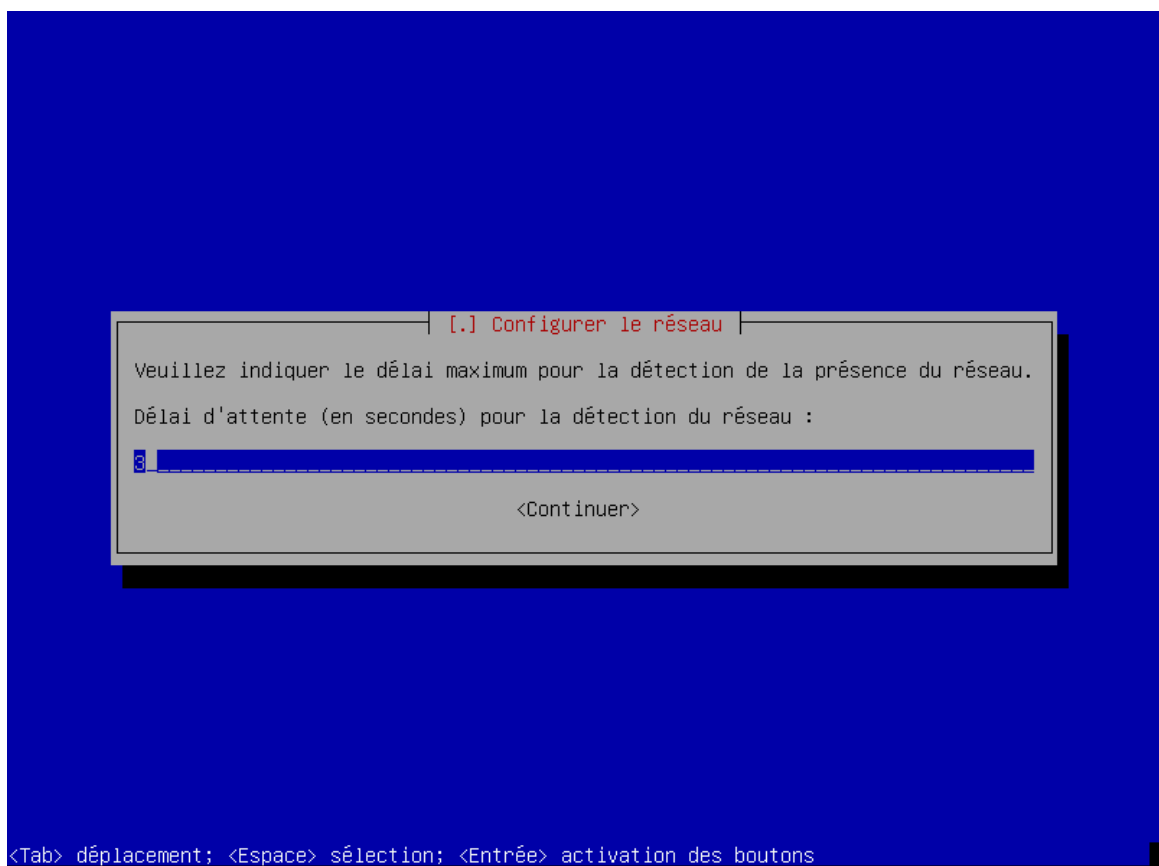 [.] Configurer le réseau
Veuillez indiquer le délai maximum pour la détection de la présence du réseau.
Délai d'attente (en secondes) pour la détection du réseau :
3
<Continuer>
<Tab> déplacement; <Espace> sélection; <Entrée> activation des boutons